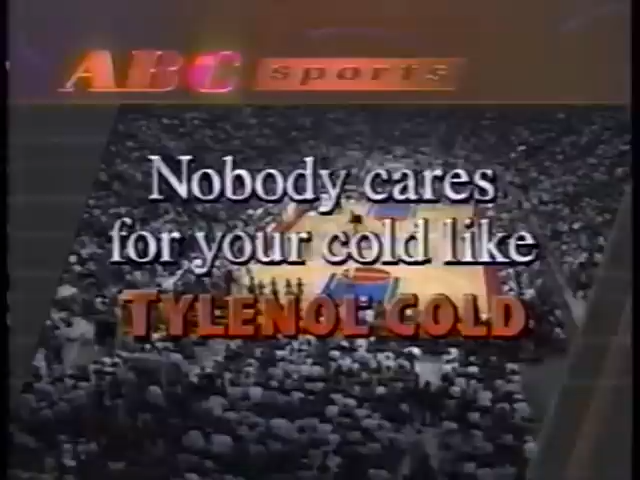 ABC sports
Nobody cares
for your cold like
TYLENOL COLD